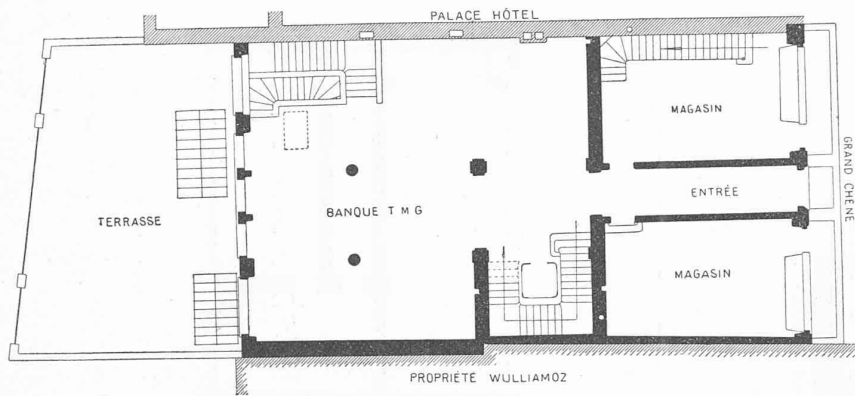 PALACE HÔTEL
MAGASIN
GRAND CHÊNE
ENTRÉE
TERRASSE
BANQUE T M G
MAGASIN
PROPRIÉTÉ WULLIAMOZ